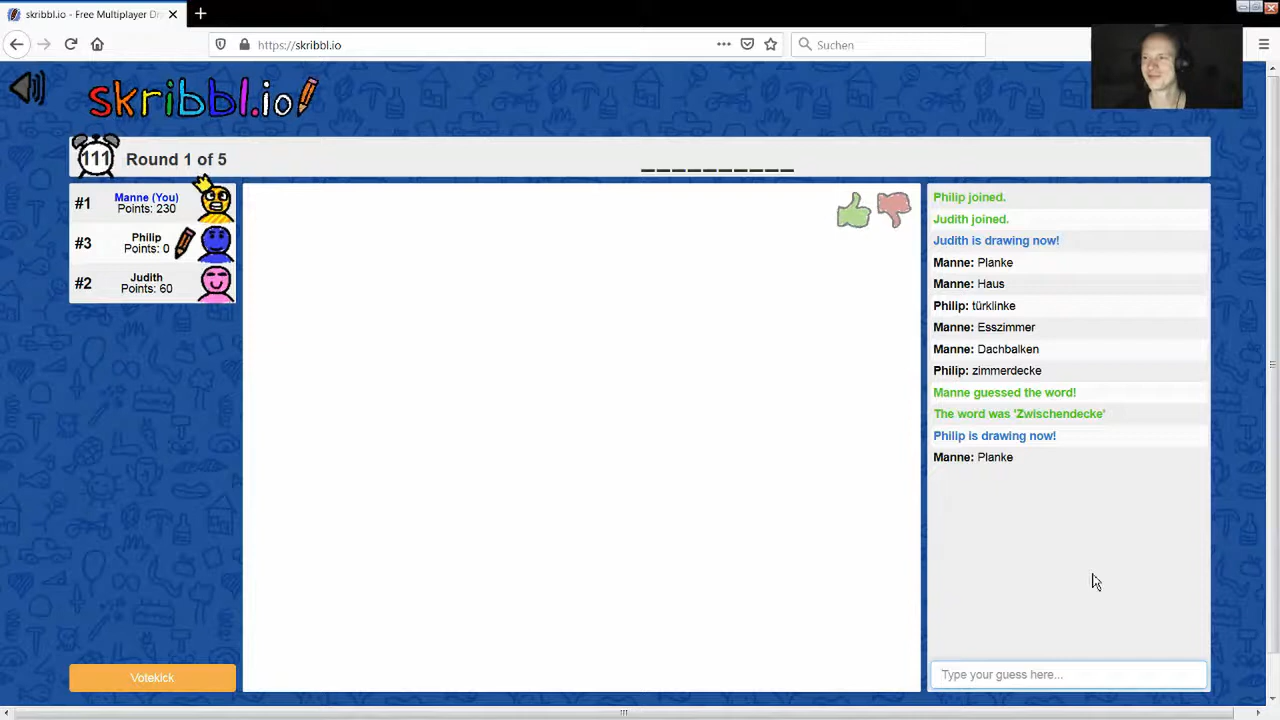 skribbl.io - Free Multiplayer Dr
https://skribbl.io
Suchen
skribbl.io
111 Round 1 of 5
__________
#1 Manne (You)
Points: 230
#3 Philip
Points: 0
#2 Judith
Points: 60
Votekick
Philip joined.
Judith joined.
Judith is drawing now!
Manne: Planke
Manne: Haus
Philip: türklinke
Manne: Esszimmer
Manne: Dachbalken
Philip: zimmerdecke
Manne guessed the word!
The word was 'Zwischendecke'
Philip is drawing now!
Manne: Planke
Type your guess here...